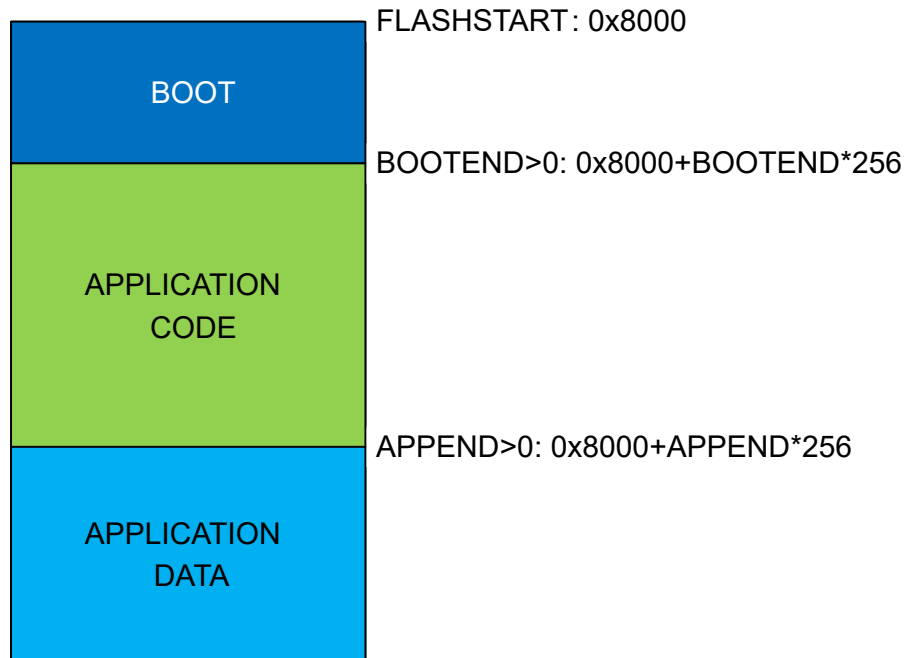 FLASHSTART: 0x8000
BOOT
BOOTEND>0: 0x8000+BOOTEND*256
APPLICATION
CODE
APPEND>0: 0x8000+APPEND*256
APPLICATION
DATA